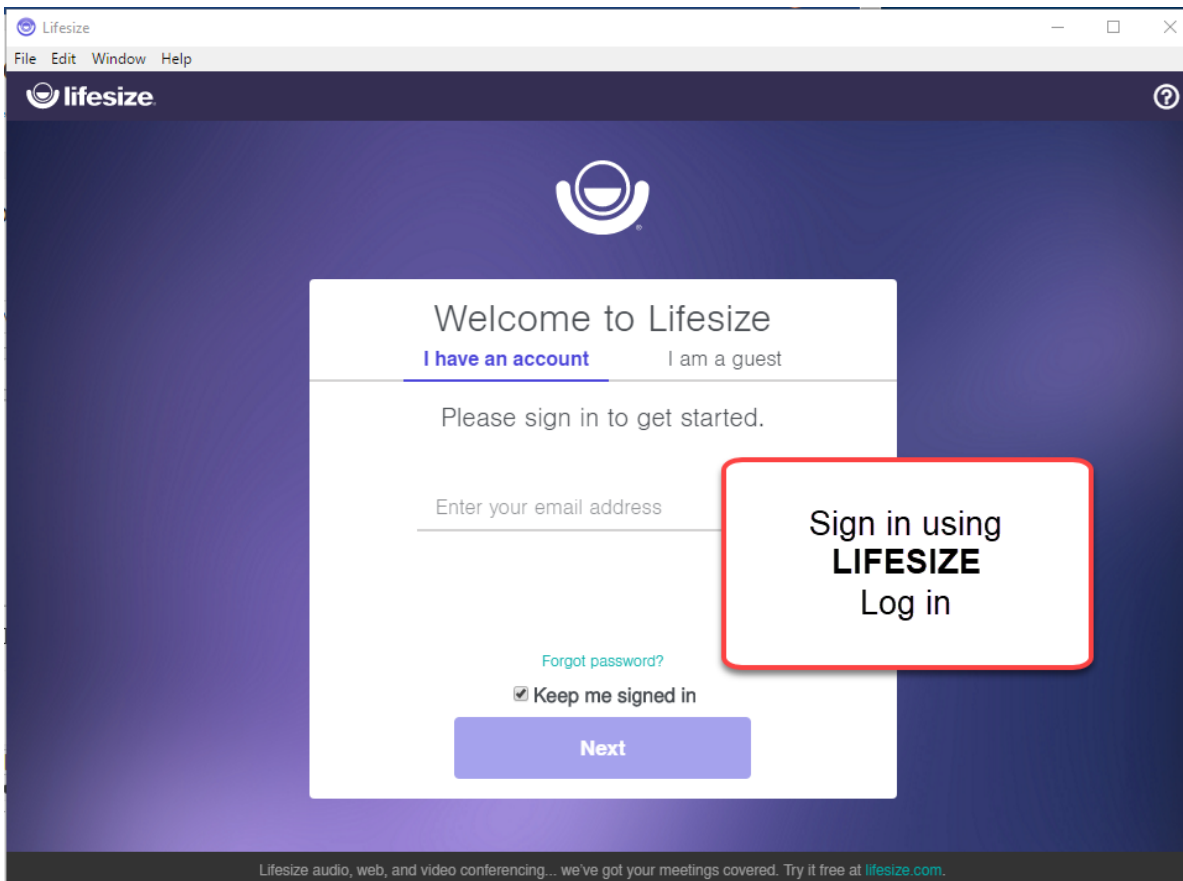 Lifesize
File Edit Window Help
lifesize.
Welcome to Lifesize
I have an account I am a guest
Please sign in to get started.
Enter your email address
Sign in using
LIFESIZE
Log in
Forgot password?
Keep me signed in
Next
Lifesize audio, web, and video conferencing... we've got your meetings covered. Try it free at lifesize.com.